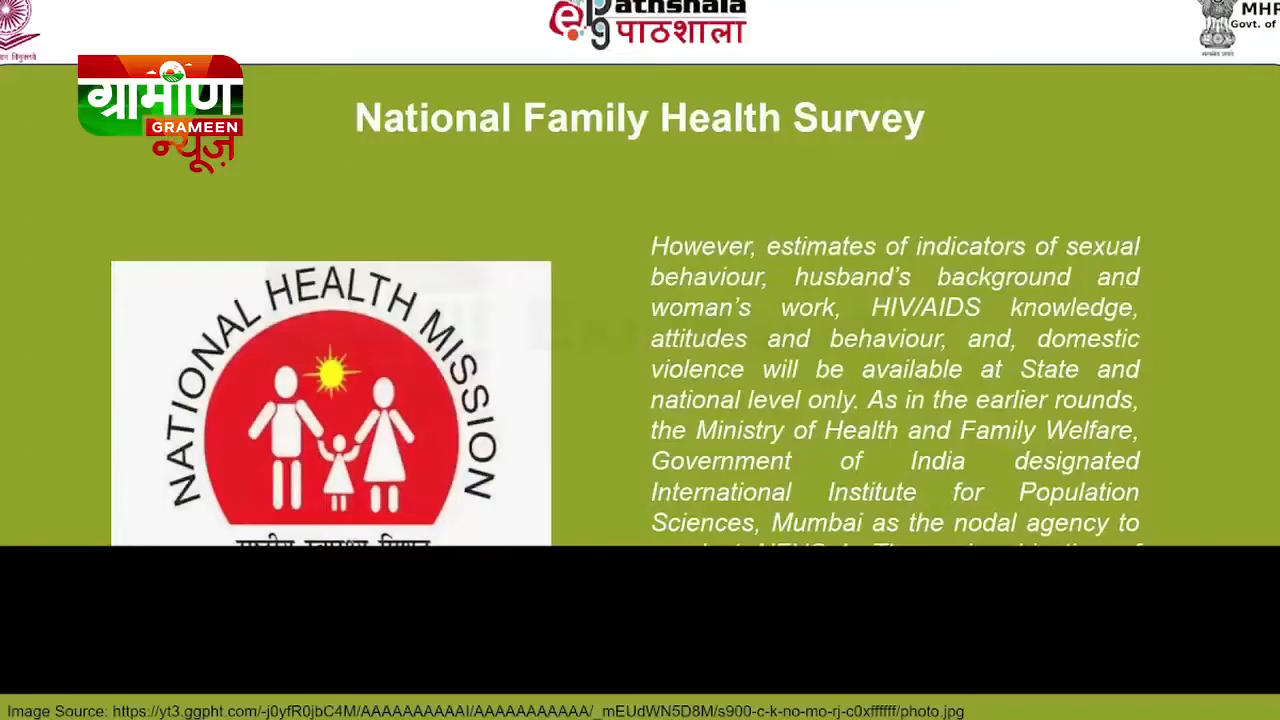 Pathshala
पाठशाला
MHR
Govt. of
ग्रामीण
GRAMEEN
न्यूज़
National Family Health Survey
NATIONAL HEALTH MISSION
However, estimates of indicators of sexual
behaviour, husband’s background and
woman’s work, HIV/AIDS knowledge,
attitudes and behaviour, and, domestic
violence will be available at State and
national level only. As in the earlier rounds,
the Ministry of Health and Family Welfare,
Government of India designated
International Institute for Population
Sciences, Mumbai as the nodal agency to
Image Source: https://yt3.ggpht.com/-j0yfR0jbC4M/AAAAAAAAAAI/AAAAAAAAAAA/_mEUdWN5D8M/s900-c-k-no-mo-rj-c0xffffff/photo.jpg